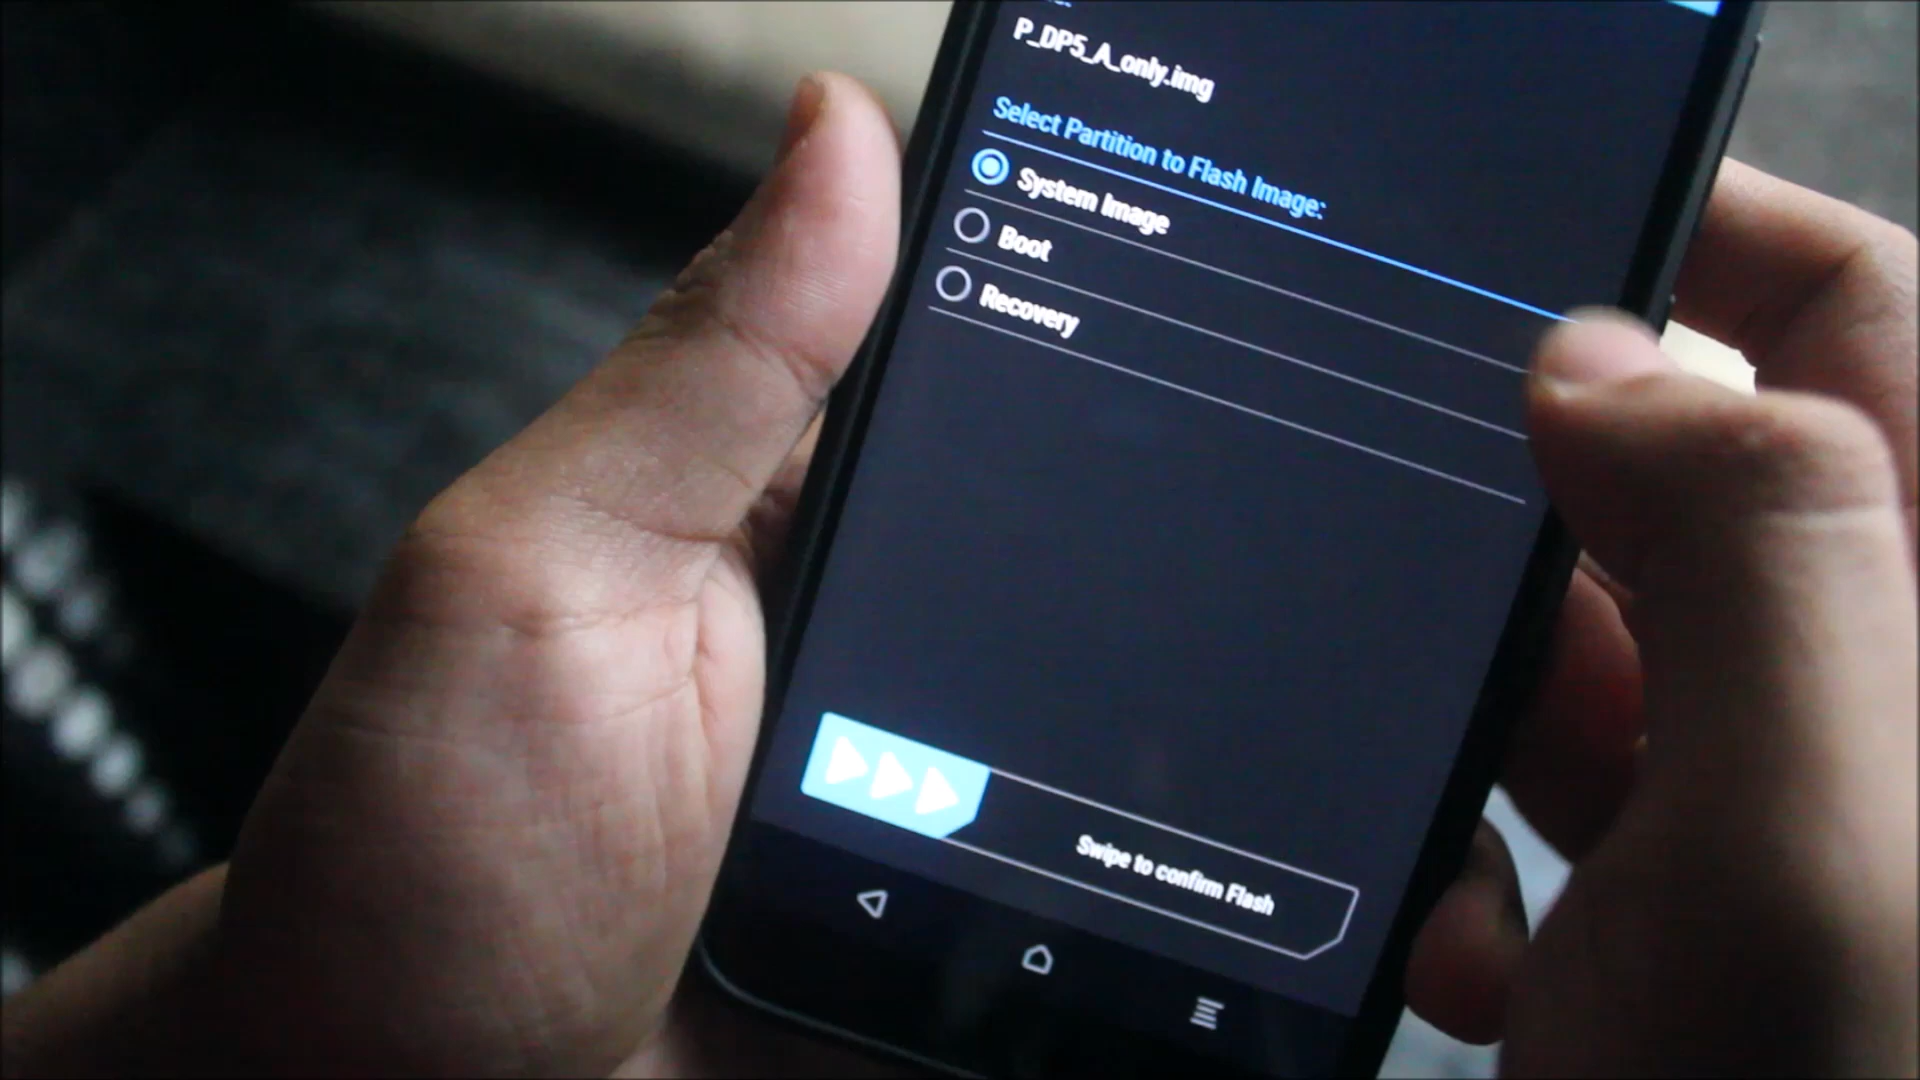 P_DP5_A_only.img
Select Partition to Flash Image:
System Image
Boot
Recovery
Swipe to confirm Flash